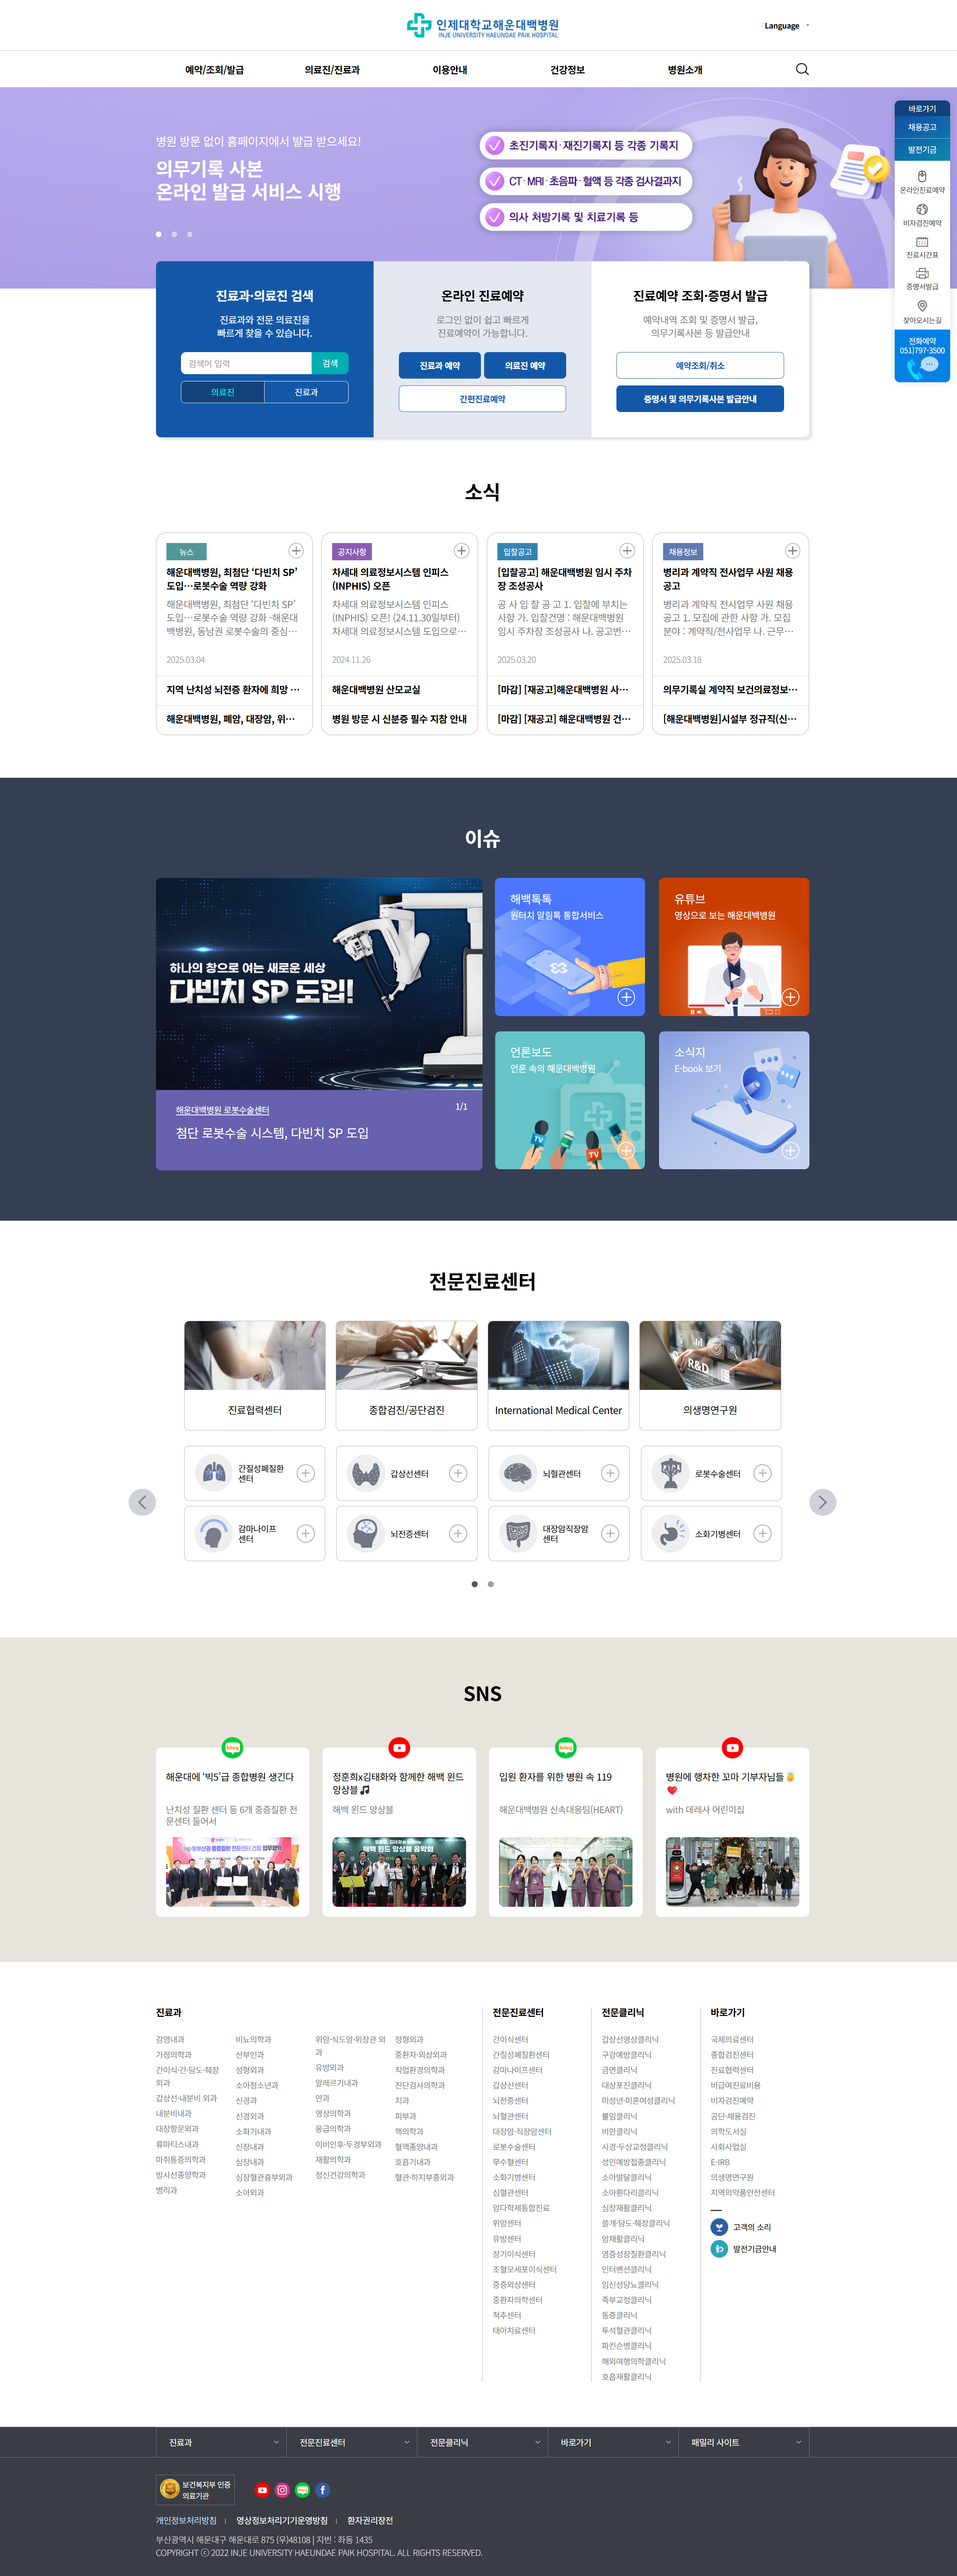 인제대학교해운대백병원
INJE UNIVERSITY HAEUNDAE PAIK HOSPITAL
Language
예약/조회/발급
의료진/진료과
이용안내
건강정보
병원소개
병원 방문 없이 홈페이지에서 발급 받으세요!
의무기록 사본
온라인 발급 서비스 시행
초진기록지·재진기록지 등 각종 기록지
CT·MRI·초음파·혈액 등 각종 검사결과지
의사 처방기록 및 치료기록 등
바로가기
채용공고
발전기금
온라인진료예약
비자검진예약
진료시간표
증명서발급
찾아오시는길
전화예약
051)797-3500
진료과·의료진 검색
진료과와 전문 의료진을
빠르게 찾을 수 있습니다.
검색어 입력
검색
의료진
진료과
온라인 진료예약
로그인 없이 쉽고 빠르게
진료예약이 가능합니다.
진료과 예약
의료진 예약
간편진료예약
진료예약 조회·증명서 발급
예약내역 조회 및 증명서 발급,
의무기록사본 등 발급안내
예약조회/취소
증명서 및 의무기록사본 발급안내
소식
뉴스
해운대백병원, 최첨단 ‘다빈치 SP’
도입…로봇수술 역량 강화
해운대백병원, 최첨단 ‘다빈치 SP’
도입…로봇수술 역량 강화 -해운대
백병원, 동남권 로봇수술의 중심…
2025.03.04
지역 난치성 뇌전증 환자에 희망 …
해운대백병원, 폐암, 대장암, 위…
공지사항
차세대 의료정보시스템 인피스
(INPHIS) 오픈
차세대 의료정보시스템 인피스
(INPHIS) 오픈! (24.11.30일부터)
차세대 의료정보시스템 도입으로…
2024.11.26
해운대백병원 산모교실
병원 방문 시 신분증 필수 지참 안내
입찰공고
[입찰공고] 해운대백병원 임시 주차
장 조성공사
공 사 입 찰 공 고 1. 입찰에 부치는
사항 가. 입찰건명 : 해운대백병원
임시 주차장 조성공사 나. 공고번…
2025.03.20
[마감] [재공고]해운대백병원 사…
[마감] [재공고] 해운대백병원 건…
채용정보
병리과 계약직 전사업무 사원 채용
공고
병리과 계약직 전사업무 사원 채용
공고 1. 모집에 관한 사항 가. 모집
분야 : 계약직/전사업무 나. 근무…
2025.03.18
의무기록실 계약직 보건의료정보…
[해운대백병원]시설부 정규직(신…
이슈
하나의 창으로 여는 새로운 세상
다빈치 SP 도입!
해운대백병원 로봇수술센터
1/1
첨단 로봇수술 시스템, 다빈치 SP 도입
해백톡톡
원터치 알림톡 통합서비스
유튜브
영상으로 보는 해운대백병원
언론보도
언론 속의 해운대백병원
TV
TV
소식지
E-book 보기
전문진료센터
진료협력센터
종합검진/공단검진
International Medical Center
R&D
의생명연구원
간질성폐질환
센터
갑상선센터
뇌혈관센터
로봇수술센터
감마나이프
센터
뇌전증센터
대장암직장암
센터
소화기병센터
SNS
blog
해운대에 ‘빅5’급 종합병원 생긴다
난치성 질환 센터 등 6개 중증질환 전
문센터 들어서
정훈희x김태화와 함께한 해백 윈드
앙상블🎵
해백 윈드 앙상블
해백 윈드 앙상블 음악회
blog
입원 환자를 위한 병원 속 119
해운대백병원 신속대응팀(HEART)
병원에 행차한 꼬마 기부자님들👼
❤️
with 데레사 어린이집
진료과
감염내과
가정의학과
간이식·간·담도·췌장
외과
갑상선·내분비 외과
내분비내과
대장항문외과
류마티스내과
마취통증의학과
방사선종양학과
병리과
비뇨의학과
산부인과
성형외과
소아청소년과
신경과
신경외과
소화기내과
신장내과
심장내과
심장혈관흉부외과
소아외과
위암·식도암·위장관 외
과
유방외과
알레르기내과
안과
영상의학과
응급의학과
이비인후·두경부외과
재활의학과
정신건강의학과
정형외과
중환자·외상외과
직업환경의학과
진단검사의학과
치과
피부과
핵의학과
혈액종양내과
호흡기내과
혈관·하지부종외과
전문진료센터
간이식센터
간질성폐질환센터
감마나이프센터
갑상선센터
뇌전증센터
뇌혈관센터
대장암·직장암센터
로봇수술센터
무수혈센터
소화기병센터
심혈관센터
암다학제통합진료
위암센터
유방센터
장기이식센터
조혈모세포이식센터
중증외상센터
중환자의학센터
척추센터
태아치료센터
전문클리닉
갑상선영상클리닉
구강예방클리닉
금연클리닉
대상포진클리닉
미성년·미혼여성클리닉
불임클리닉
비만클리닉
사경·두상교정클리닉
성인예방접종클리닉
소아발달클리닉
소아흰다리클리닉
심장재활클리닉
쓸개·담도·췌장클리닉
암재활클리닉
염증성장질환클리닉
인터벤션클리닉
임신성당뇨클리닉
족부교정클리닉
통증클리닉
투석혈관클리닉
파킨슨병클리닉
해외여행의학클리닉
호흡재활클리닉
바로가기
국제의료센터
종합검진센터
진료협력센터
비급여진료비용
비자검진예약
공단·채용검진
의학도서실
사회사업실
E-IRB
의생명연구원
지역의약품안전센터
고객의 소리
발전기금안내
진료과
전문진료센터
전문클리닉
바로가기
패밀리 사이트
보건복지부 인증
의료기관
개인정보처리방침
영상정보처리기기운영방침
환자권리장전
부산광역시 해운대구 해운대로 875 (우)48108 | 지번 : 좌동 1435
COPYRIGHT ⓒ 2022 INJE UNIVERSITY HAEUNDAE PAIK HOSPITAL. ALL RIGHTS RESERVED.